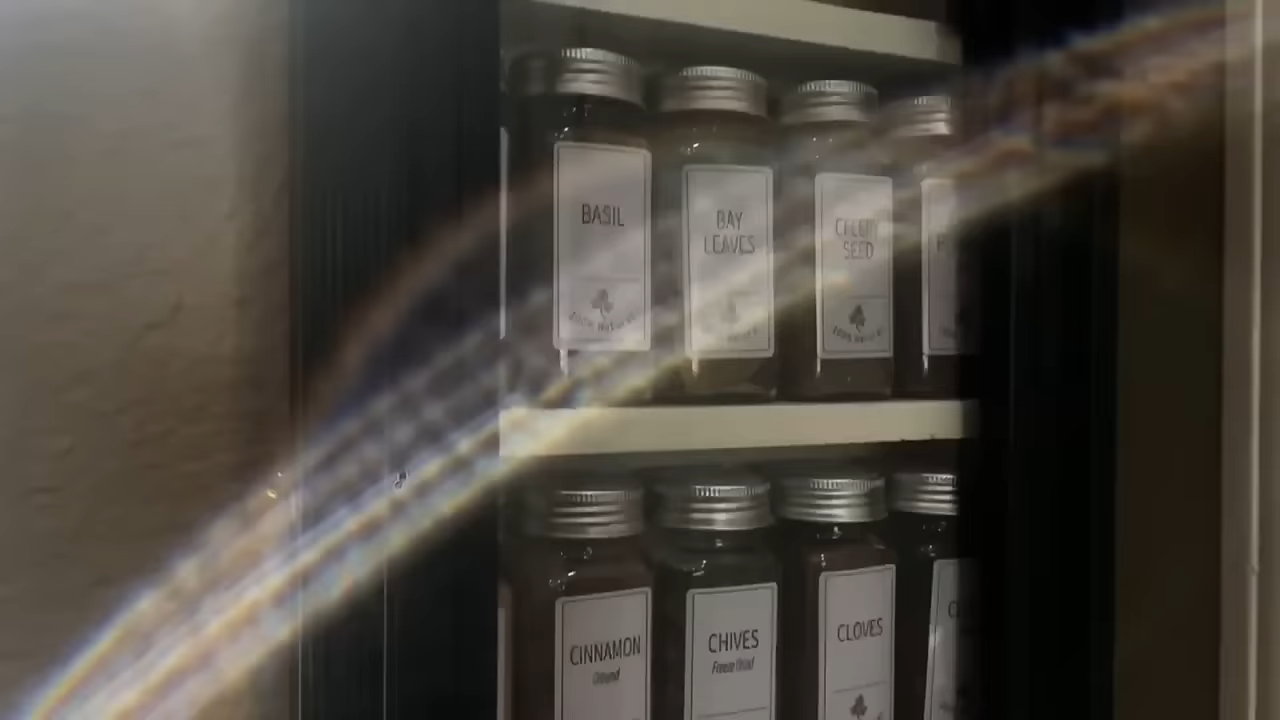 BASIL
BAY
LEAVES
CELERY
SEED
CINNAMON
Ground
CHIVES
Freeze Dried
CLOVES